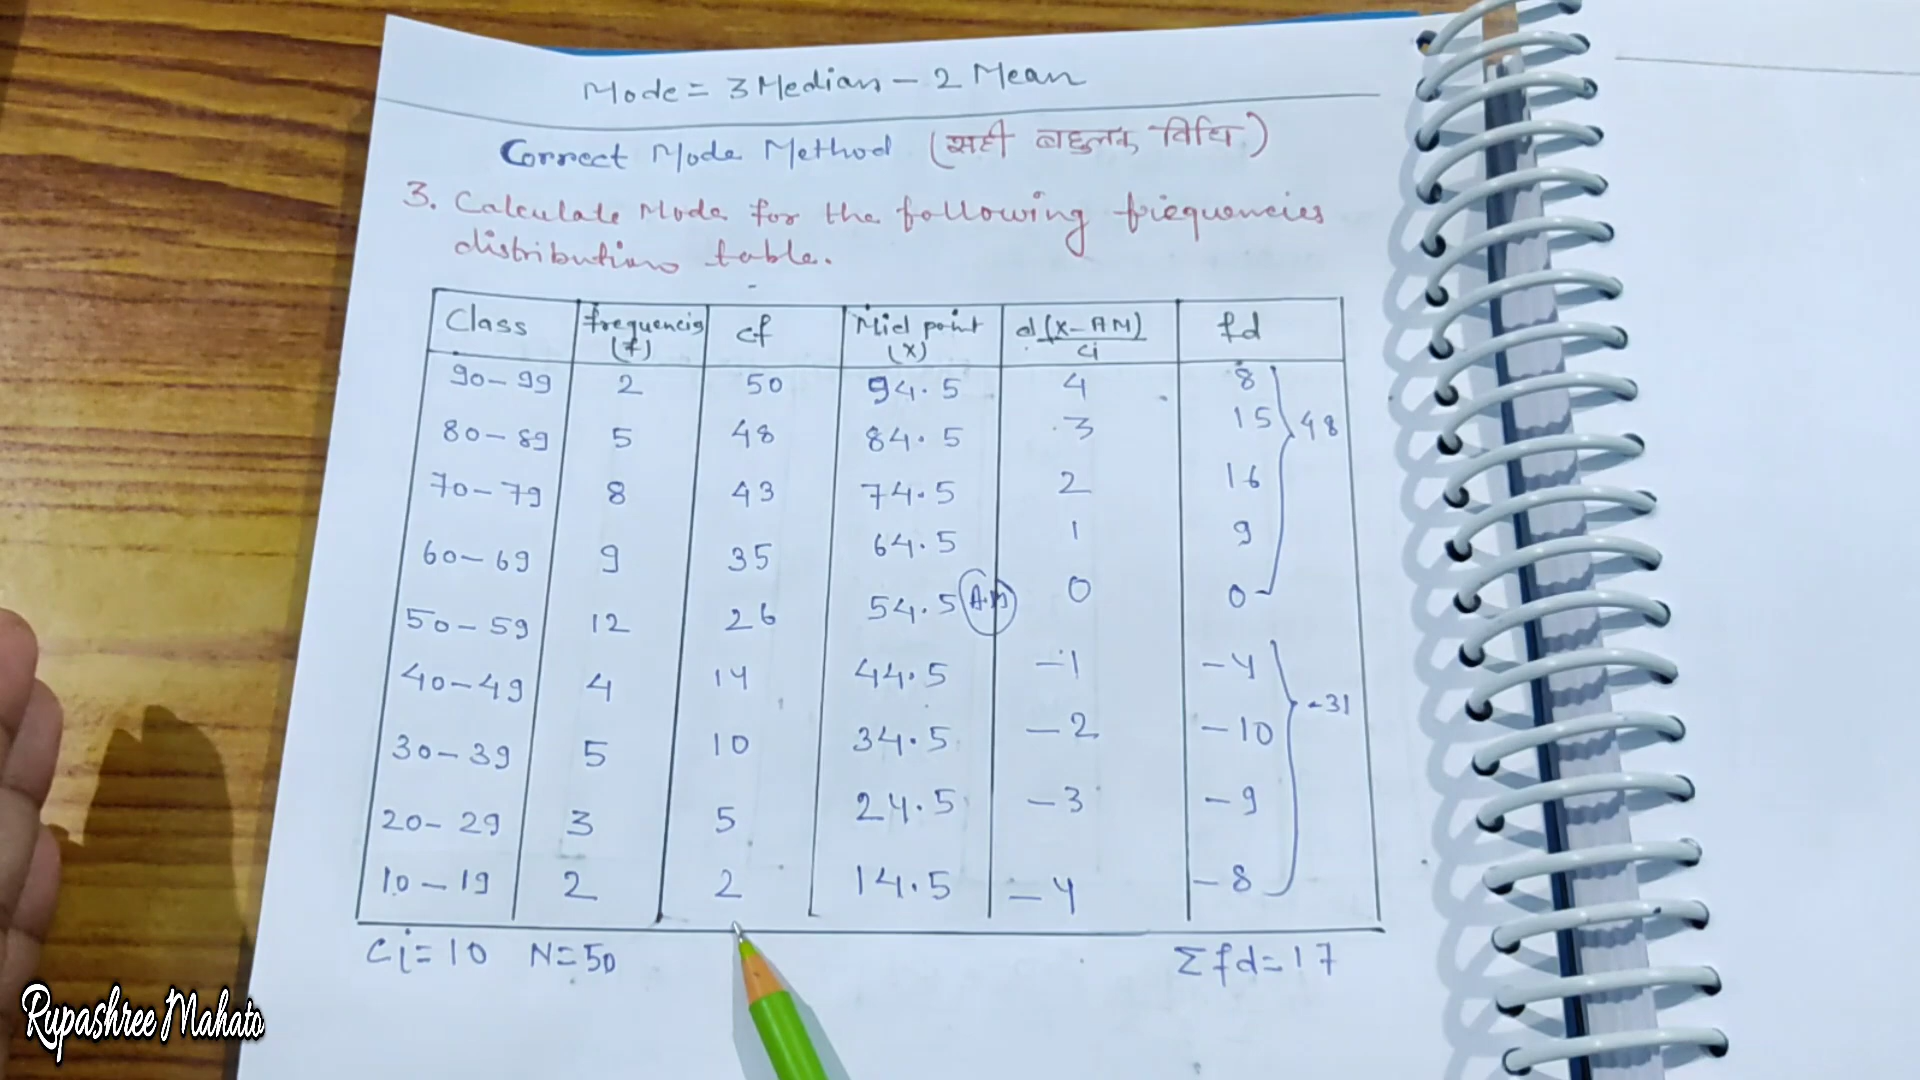 Mode = 3 Median - 2 Mean
Correct Mode Method (सही बहुलक विधि)
3. Calculate Mode for the following frequencies
distribution table.
Class frequencies (f) cf Mid point (x) d (x-AM)/ci fd
90-99 2 50 94.5 4 8
80-89 5 48 84.5 3 15 48
70-79 8 43 74.5 2 16
60-69 9 35 64.5 1 9
50-59 12 26 54.5 A.M 0 0
40-49 4 14 44.5 -1 -4
30-39 5 10 34.5 -2 -10 -31
20-29 3 5 24.5 -3 -9
10-19 2 2 14.5 -4 -8
Ci=10 N=50 Σfd=17
Rupashree Mahato